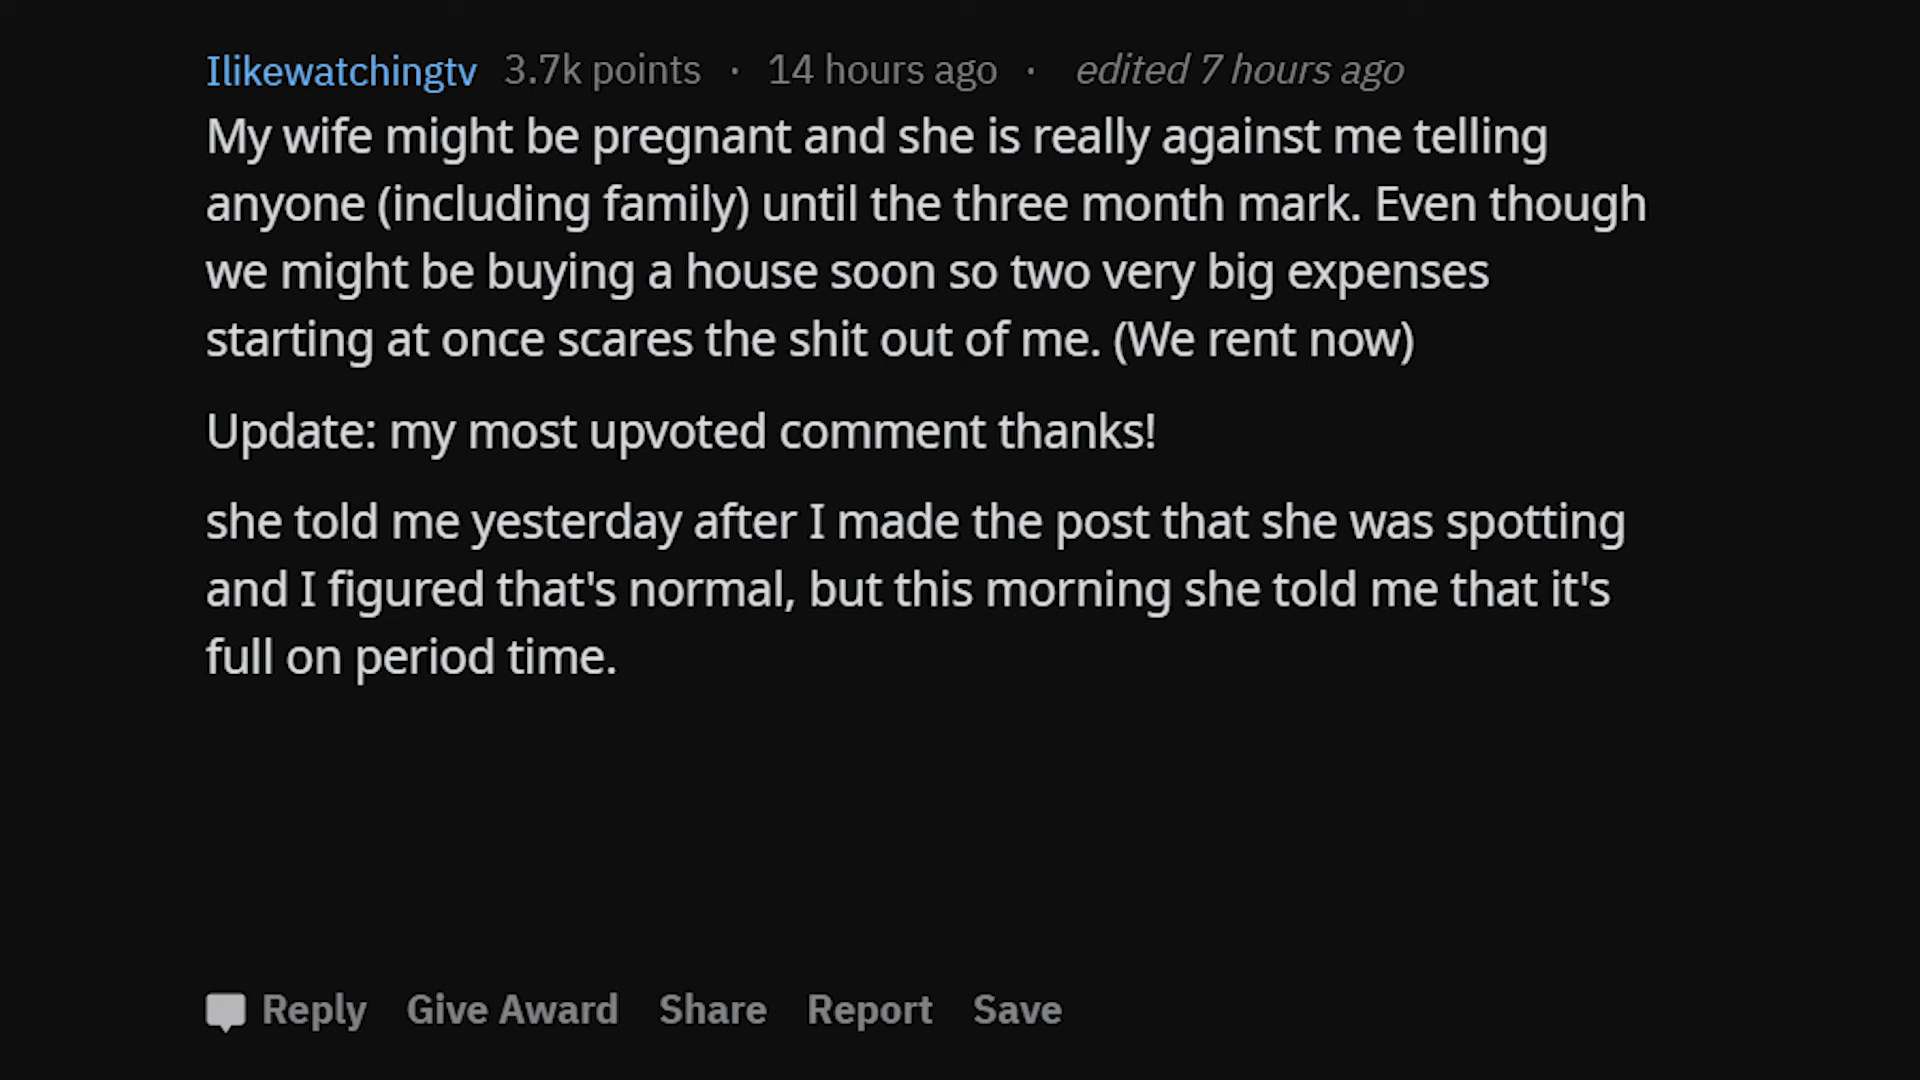 Ilikewatchingtv 3.7k points · 14 hours ago · edited 7 hours ago
My wife might be pregnant and she is really against me telling
anyone (including family) until the three month mark. Even though
we might be buying a house soon so two very big expenses
starting at once scares the shit out of me. (We rent now)
Update: my most upvoted comment thanks!
she told me yesterday after I made the post that she was spotting
and I figured that's normal, but this morning she told me that it's
full on period time.
Reply Give Award Share Report Save